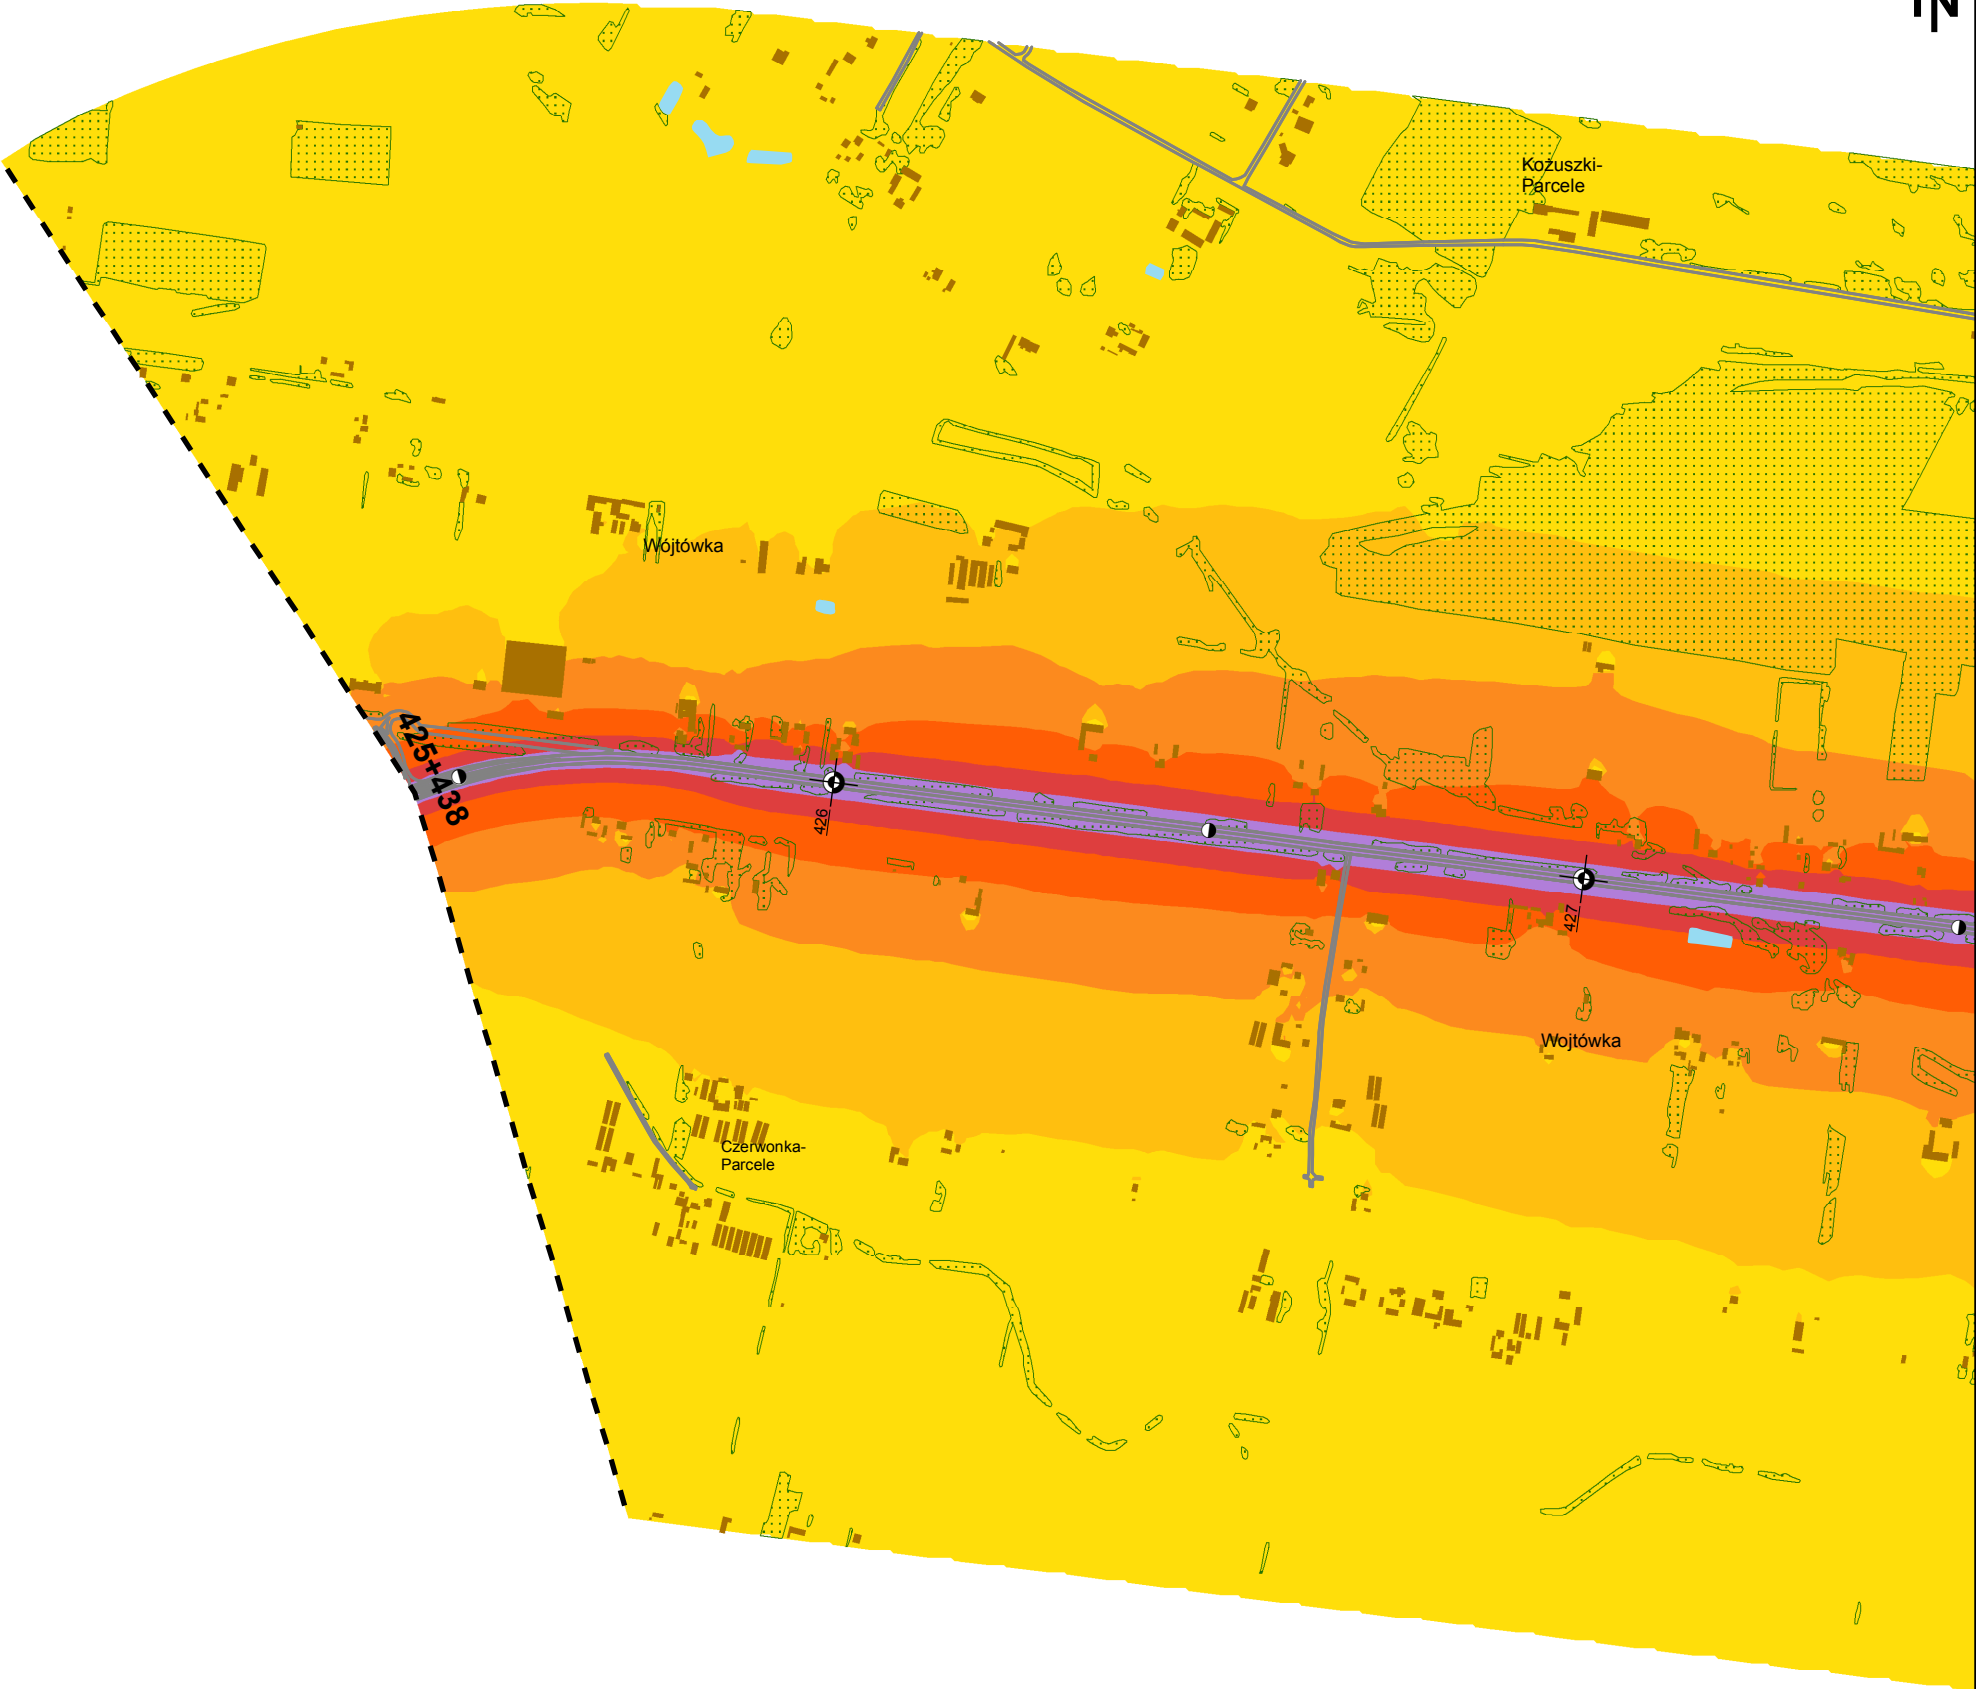 N
Kożuszki-
Parcele
Wójtówka
425+438
426
427
Wojtówka
Czerwonka-
Parcele